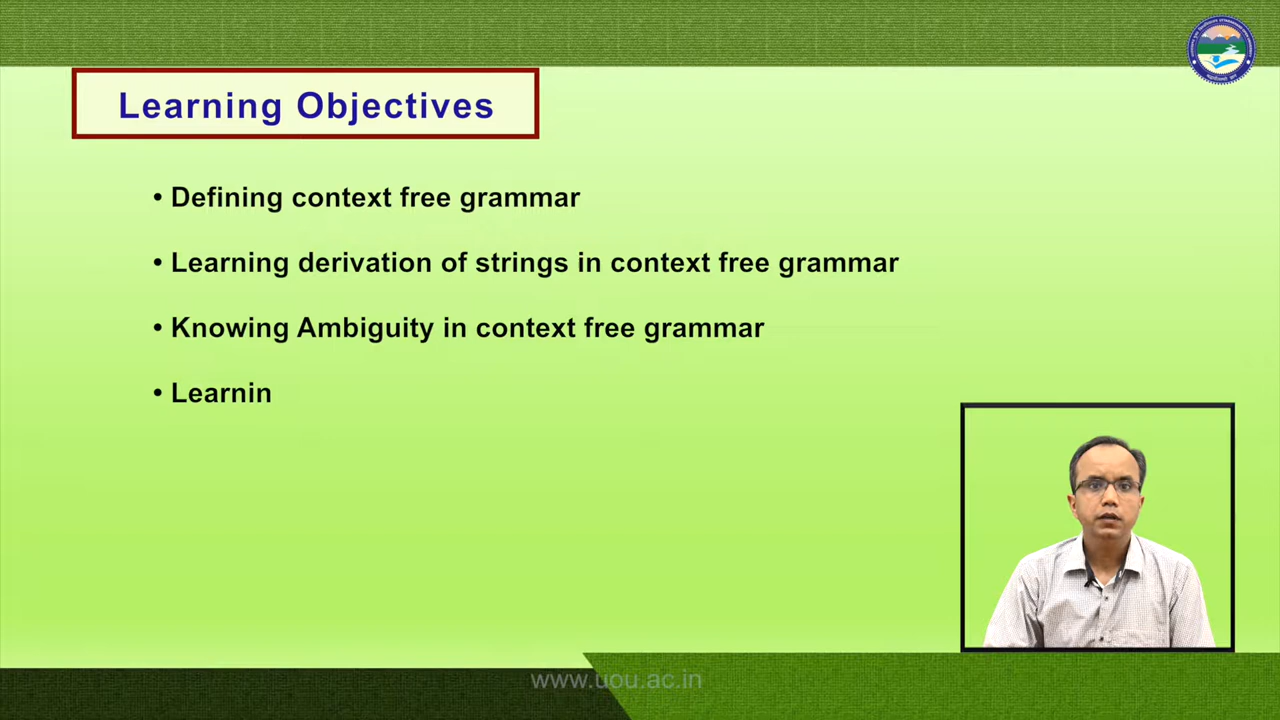 Learning Objectives
• Defining context free grammar
• Learning derivation of strings in context free grammar
• Knowing Ambiguity in context free grammar
• Learnin
www.uou.ac.in